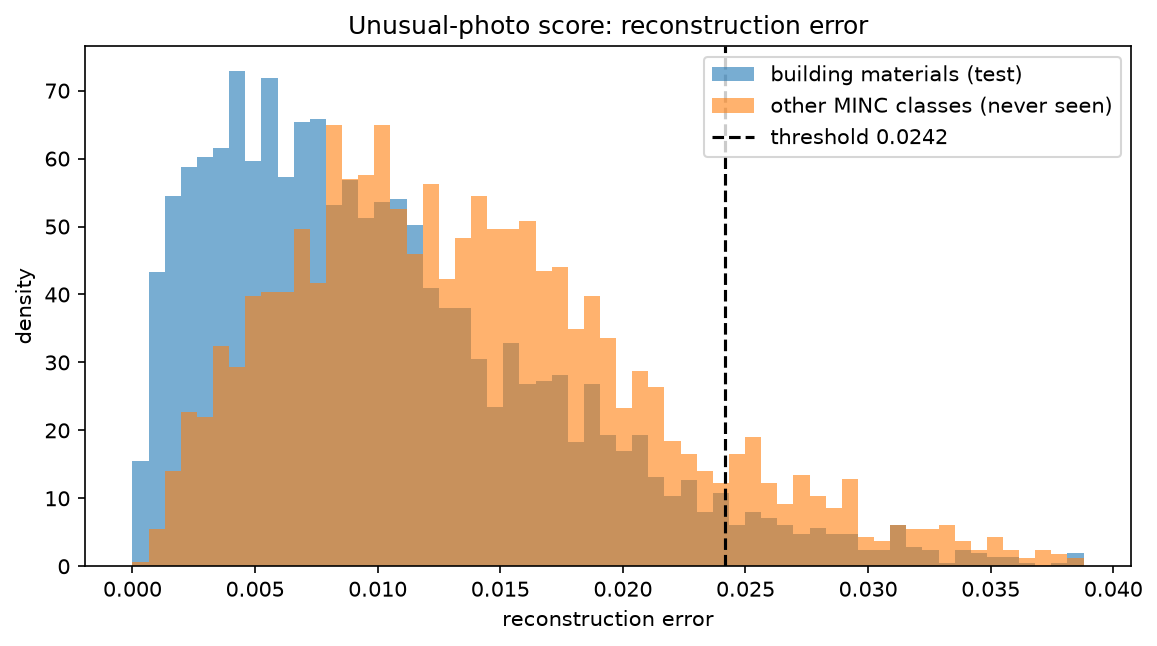 Unusual-photo score: reconstruction error
building materials (test)
other MINC classes (never seen)
threshold 0.0242
density
70
60
50
40
30
20
10
0
0.000 0.005 0.010 0.015 0.020 0.025 0.030 0.035 0.040
reconstruction error